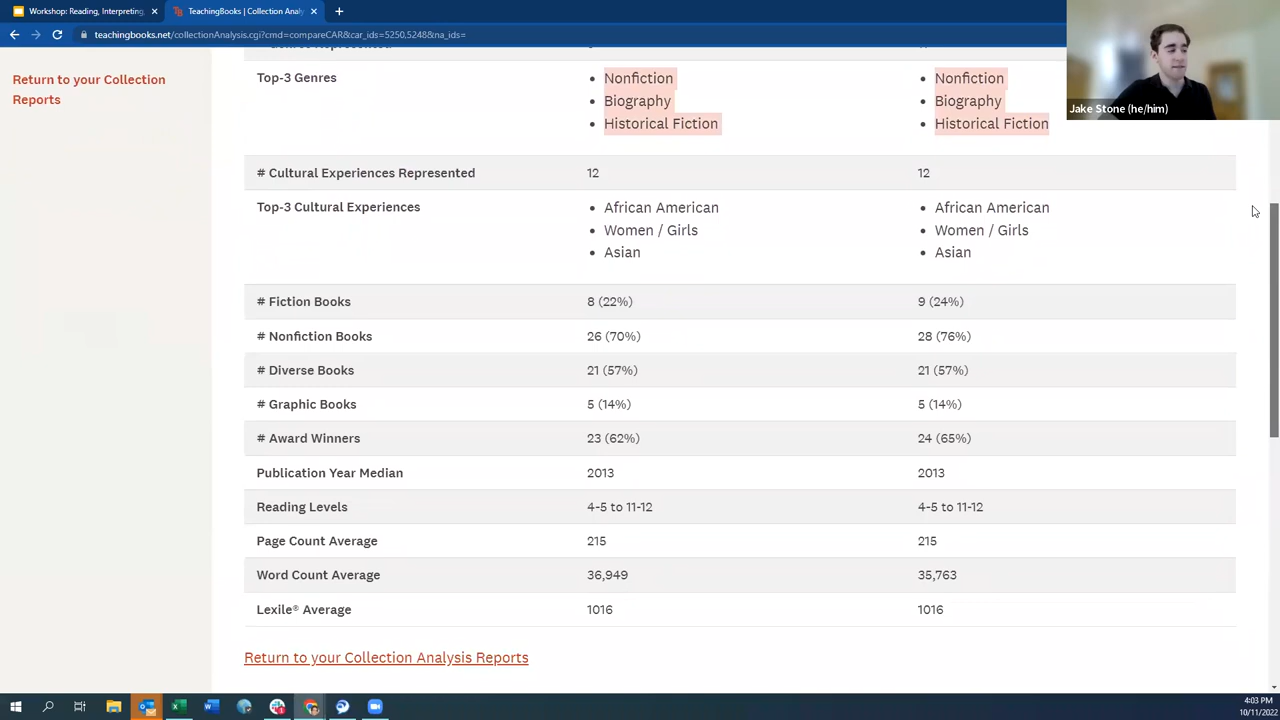 Workshop: Reading, Interpreting,
TeachingBooks | Collection Analy
teachingbooks.net/collectionAnalysis.cgi?cmd=compareCAR&car_ids=5250,5248&na_ids=
Jake Stone (he/him)
Return to your Collection
Reports
Top-3 Genres
Nonfiction
Biography
Historical Fiction
Nonfiction
Biography
Historical Fiction
# Cultural Experiences Represented 12 12
Top-3 Cultural Experiences
African American
Women / Girls
Asian
African American
Women / Girls
Asian
# Fiction Books 8 (22%) 9 (24%)
# Nonfiction Books 26 (70%) 28 (76%)
# Diverse Books 21 (57%) 21 (57%)
# Graphic Books 5 (14%) 5 (14%)
# Award Winners 23 (62%) 24 (65%)
Publication Year Median 2013 2013
Reading Levels 4-5 to 11-12 4-5 to 11-12
Page Count Average 215 215
Word Count Average 36,949 35,763
Lexile® Average 1016 1016
Return to your Collection Analysis Reports
4:03 PM
10/11/2022